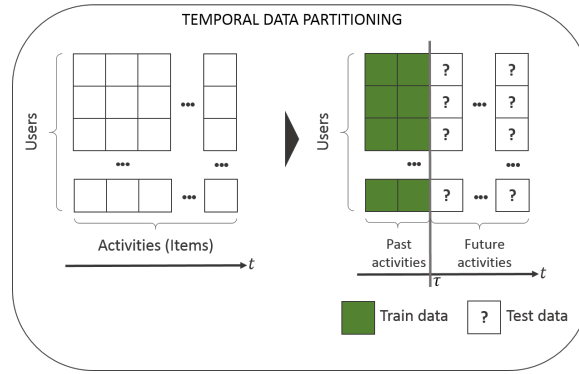 TEMPORAL DATA PARTITIONING
Users
•••
•••
•••
•••
Activities (Items)
t
Users
? ?
? ••• ?
?  ?
••• •••
? ••• ?
Past activities
Future activities
τ
t
Train data
? Test data